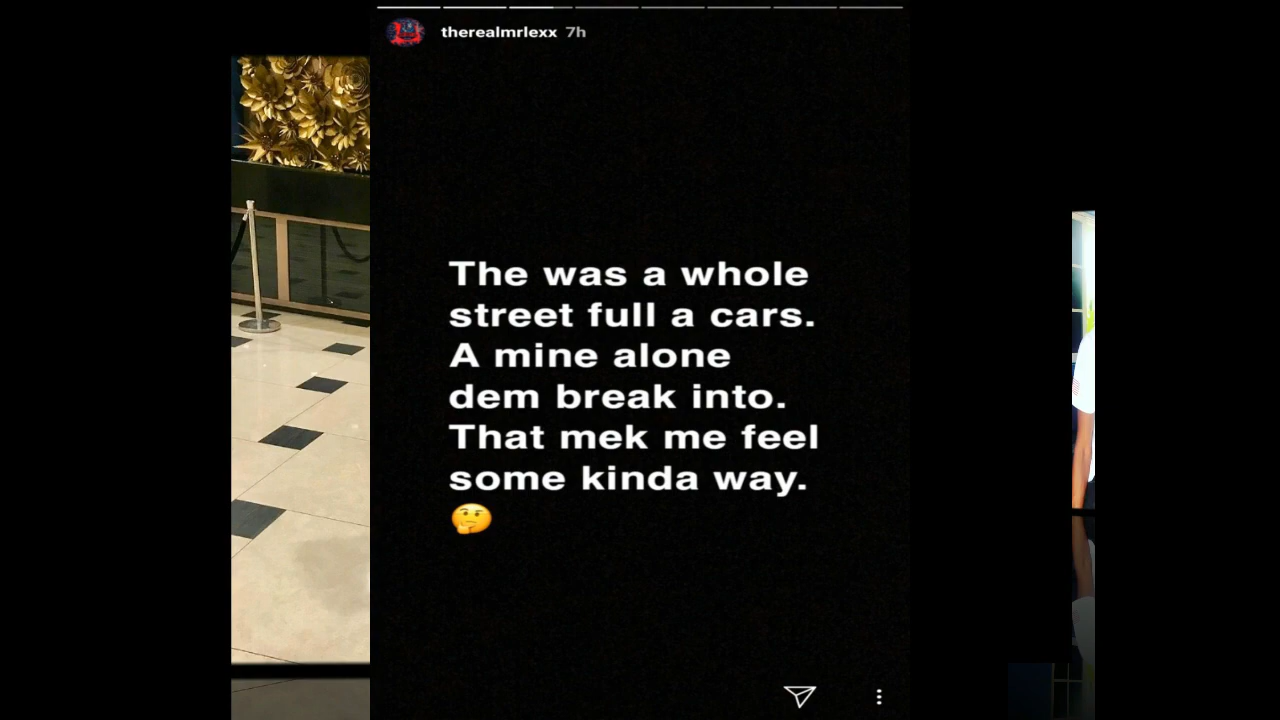 therealmrlexx 7h
The was a whole
street full a cars.
A mine alone
dem break into.
That mek me feel
some kinda way.
🤔